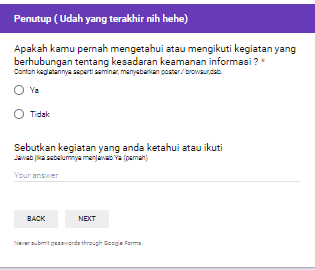 Penutup ( Udah yang terakhir nih hehe)
Apakah kamu pernah mengetahui atau mengikuti kegiatan yang
berhubungan tentang kesadaran keamanan informasi ? *
Contoh kegiatannya seperti seminar, menyebarkan poster / browsur,dsb.
Ya
Tidak
Sebutkan kegiatan yang anda ketahui atau ikuti
Jawab jika sebelumnya menjawab Ya (pernah)
Your answer
BACK
NEXT
Never submit passwords through Google Forms.